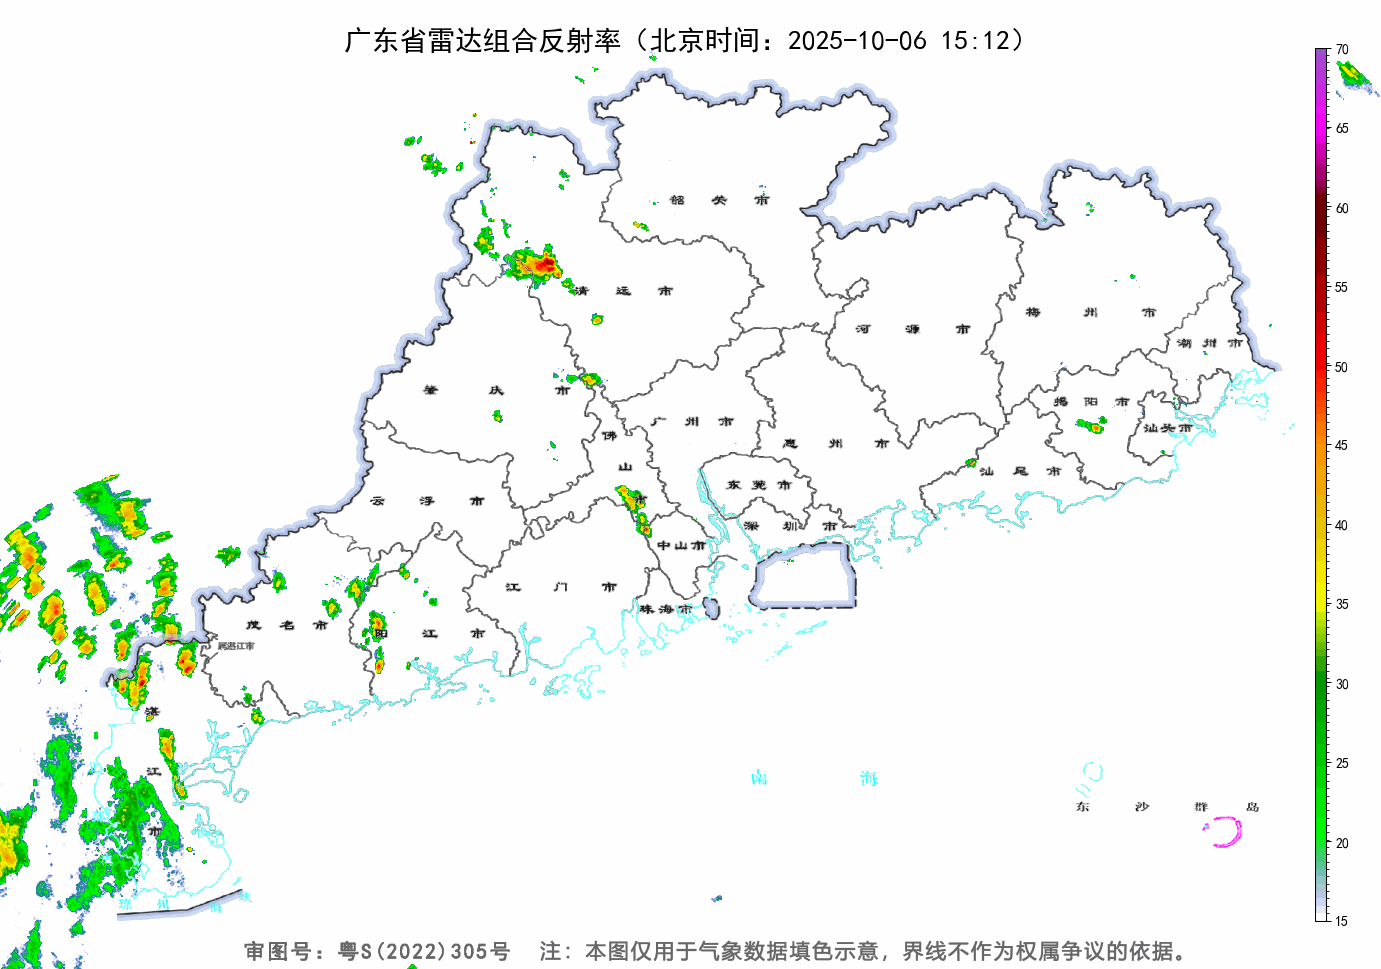 广东省雷达组合反射率（北京时间：2025-10-06 15:12）
70
65
60
55
50
45
40
35
30
25
20
15
韶关市
清远市
河源市
梅州市
潮州市
肇庆市
广州市
惠州市
揭阳市
汕头市
佛山市
云浮市
东莞市
汕尾市
深圳市
中山市
江门市
珠海市
茂名市
阳江市
属湛江市
湛江市
南海
东沙群岛
琼州海峡
审图号：粤S(2022)305号 注：本图仅用于气象数据填色示意，界线不作为权属争议的依据。